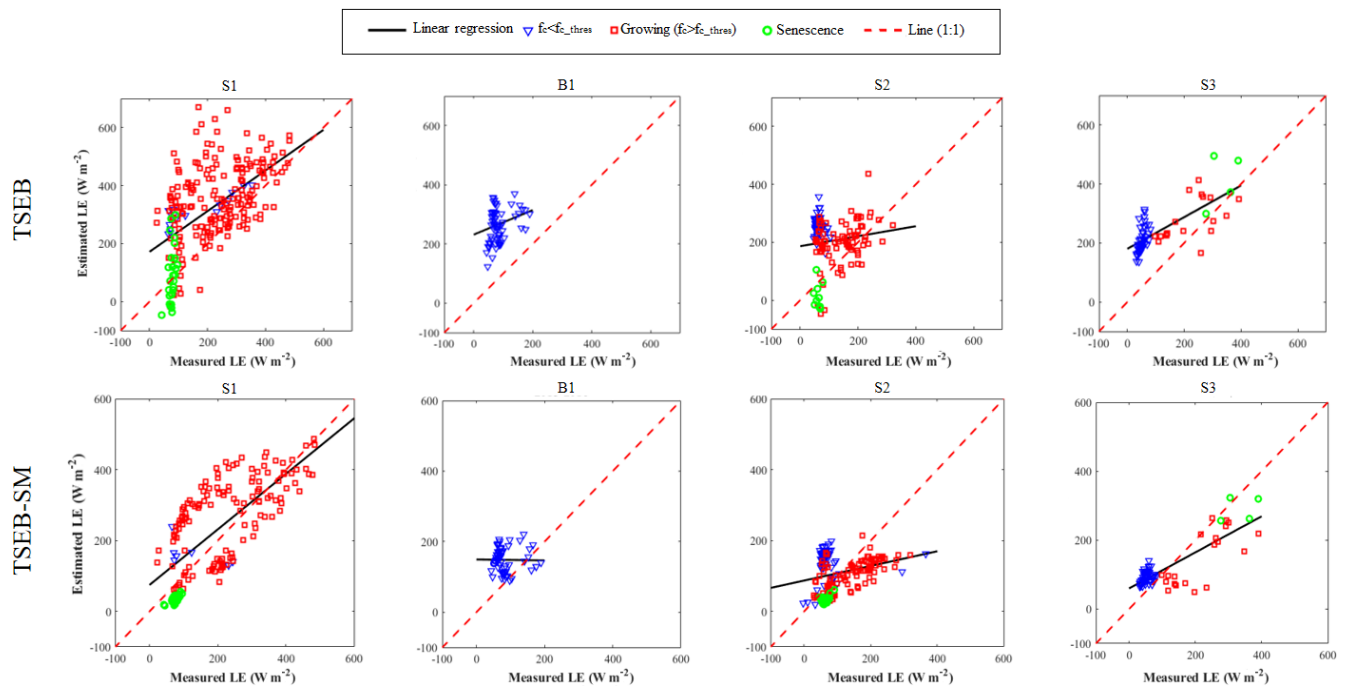 Linear regression fc<fc_thres Growing (fc>fc_thres) Senescence Line (1:1)
TSEB
S1
Estimated LE (W m-2)
600
400
200
0
-100
-100 0 200 400 600
Measured LE (W m-2)
B1
600
400
200
0
-100
-100 0 200 400 600
Measured LE (W m-2)
S2
600
400
200
0
-100
-100 0 200 400 600
Measured LE (W m-2)
S3
600
400
200
0
-100
-100 0 200 400 600
Measured LE (W m-2)
TSEB-SM
S1
Estimated LE (W m-2)
600
400
200
0
-100
-100 0 200 400 600
Measured LE (W m-2)
B1
600
400
200
0
-100
-100 0 200 400 600
Measured LE (W m-2)
S2
600
400
200
0
-100
-100 0 200 400 600
Measured LE (W m-2)
S3
600
400
200
0
-100
-100 0 200 400 600
Measured LE (W m-2)